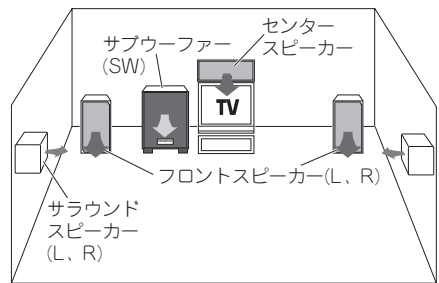 センター
スピーカー
サブウーファー
(SW)
TV
フロントスピーカー(L、R)
サラウンド
スピーカー
(L、R)